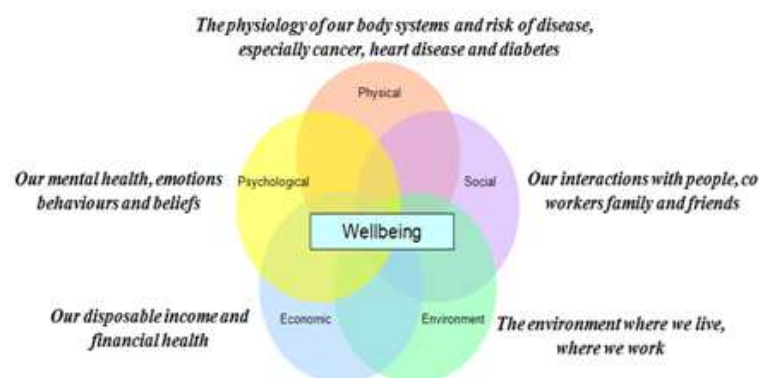 The physiology of our body systems and risk of disease,
especially cancer, heart disease and diabetes
Physical
Our mental health, emotions
behaviours and beliefs
Psychological
Social
Our interactions with people, co
workers family and friends
Wellbeing
Our disposable income and
financial health
Economic
Environment
The environment where we live,
where we work